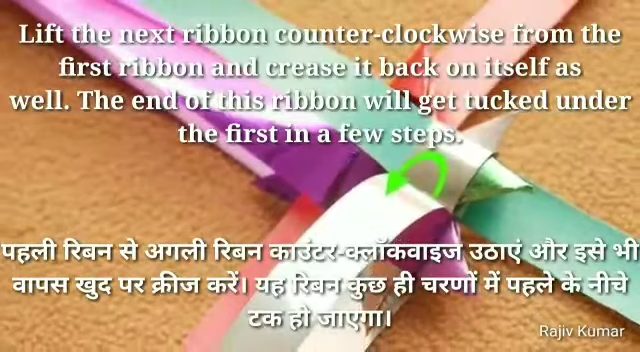 Lift the next ribbon counter-clockwise from the
first ribbon and crease it back on itself as
well. The end of this ribbon will get tucked under
the first in a few steps.
पहली रिबन से अगली रिबन काउंटर-क्लॉकवाइज उठाएं और इसे भी
वापस खुद पर क्रीज करें। यह रिबन कुछ ही चरणों में पहले के नीचे
टक हो जाएगा।
Rajiv Kumar